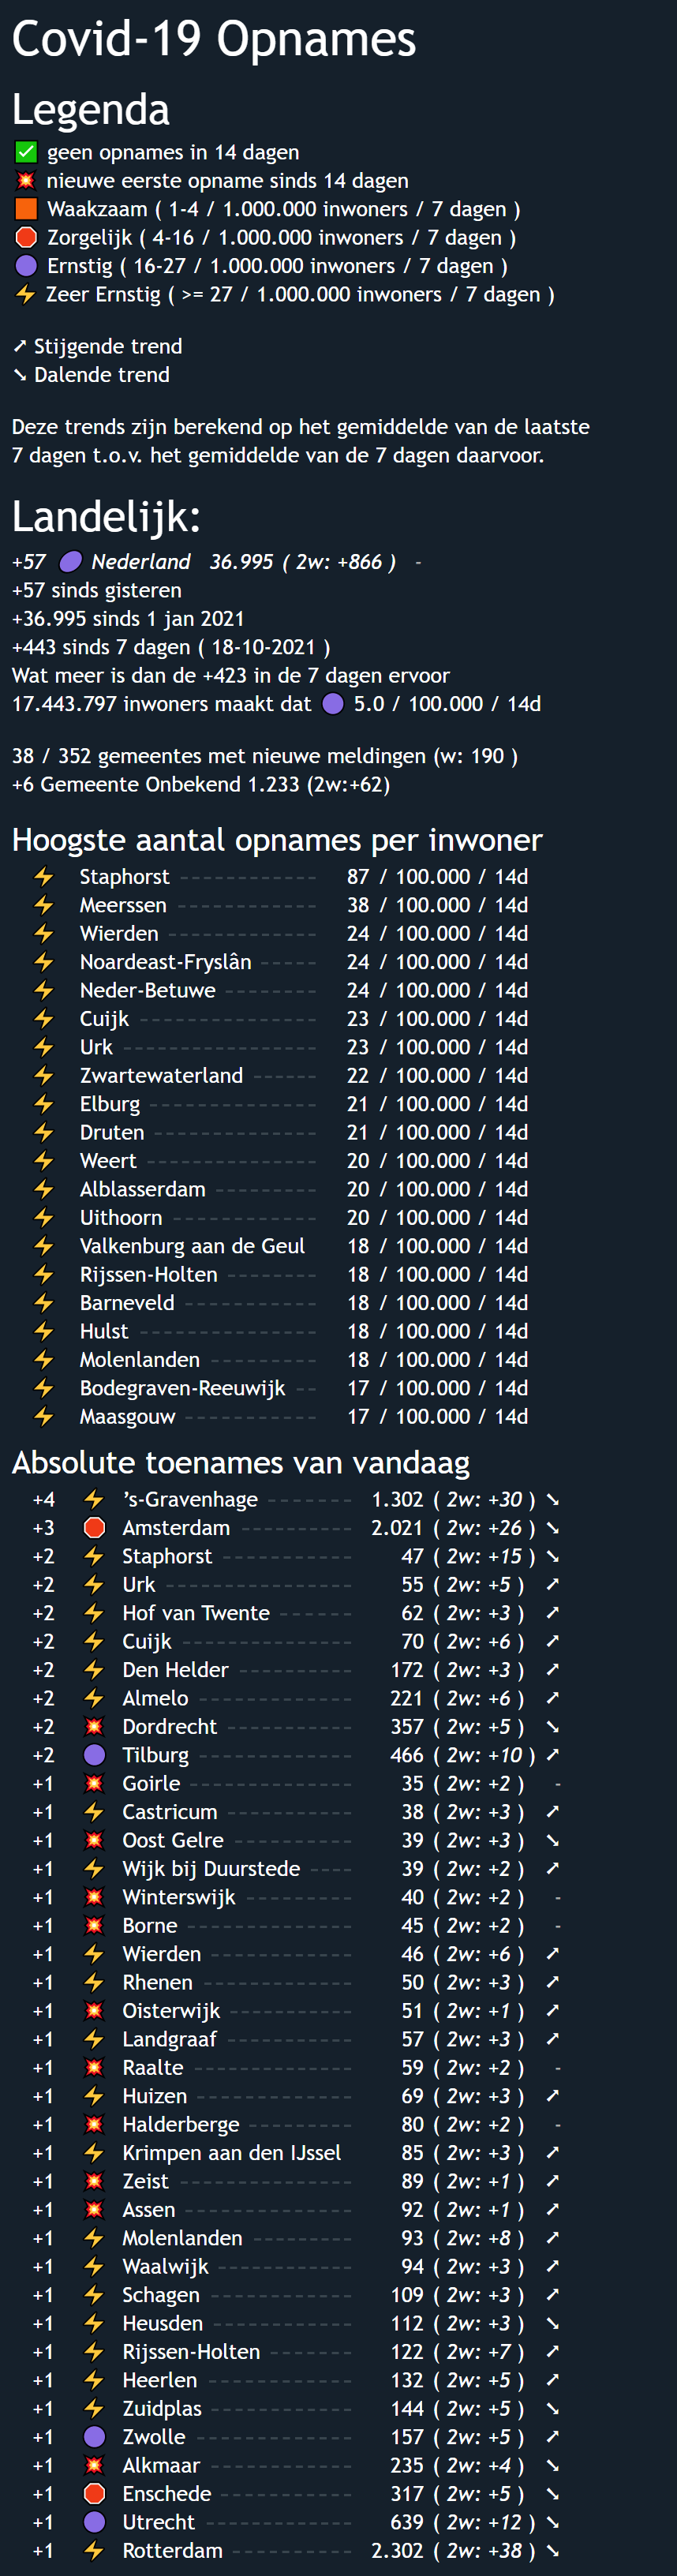 Covid-19 Opnames
Legenda
✅ geen opnames in 14 dagen
💥 nieuwe eerste opname sinds 14 dagen
🟧 Waakzaam ( 1-4 / 1.000.000 inwoners / 7 dagen )
🛑 Zorgelijk ( 4-16 / 1.000.000 inwoners / 7 dagen )
🟣 Ernstig ( 16-27 / 1.000.000 inwoners / 7 dagen )
⚡ Zeer Ernstig ( >= 27 / 1.000.000 inwoners / 7 dagen )
➚ Stijgende trend
➘ Dalende trend
Deze trends zijn berekend op het gemiddelde van de laatste
7 dagen t.o.v. het gemiddelde van de 7 dagen daarvoor.
Landelijk:
+57 🟣 Nederland 36.995 ( 2w: +866 ) -
+57 sinds gisteren
+36.995 sinds 1 jan 2021
+443 sinds 7 dagen ( 18-10-2021 )
Wat meer is dan de +423 in de 7 dagen ervoor
17.443.797 inwoners maakt dat 🟣 5.0 / 100.000 / 14d
38 / 352 gemeentes met nieuwe meldingen (w: 190 )
+6 Gemeente Onbekend 1.233 (2w:+62)
Hoogste aantal opnames per inwoner
⚡ Staphorst ------------ 87 / 100.000 / 14d
⚡ Meerssen ------------ 38 / 100.000 / 14d
⚡ Wierden ------------- 24 / 100.000 / 14d
⚡ Noardeast-Fryslân ----- 24 / 100.000 / 14d
⚡ Neder-Betuwe -------- 24 / 100.000 / 14d
⚡ Cuijk --------------- 23 / 100.000 / 14d
⚡ Urk ----------------- 23 / 100.000 / 14d
⚡ Zwartewaterland ------ 22 / 100.000 / 14d
⚡ Elburg -------------- 21 / 100.000 / 14d
⚡ Druten -------------- 21 / 100.000 / 14d
⚡ Weert --------------- 20 / 100.000 / 14d
⚡ Alblasserdam --------- 20 / 100.000 / 14d
⚡ Uithoorn ------------- 20 / 100.000 / 14d
⚡ Valkenburg aan de Geul 18 / 100.000 / 14d
⚡ Rijssen-Holten -------- 18 / 100.000 / 14d
⚡ Barneveld ------------ 18 / 100.000 / 14d
⚡ Hulst --------------- 18 / 100.000 / 14d
⚡ Molenlanden ---------- 18 / 100.000 / 14d
⚡ Bodegraven-Reeuwijk -- 17 / 100.000 / 14d
⚡ Maasgouw ------------ 17 / 100.000 / 14d
Absolute toenames van vandaag
+4 ⚡ 's-Gravenhage -------- 1.302 ( 2w: +30 ) ➘
+3 🛑 Amsterdam ----------- 2.021 ( 2w: +26 ) ➘
+2 ⚡ Staphorst ------------ 47 ( 2w: +15 ) ➘
+2 ⚡ Urk ----------------- 55 ( 2w: +5 ) ➚
+2 ⚡ Hof van Twente ------- 62 ( 2w: +3 ) ➚
+2 ⚡ Cuijk ---------------- 70 ( 2w: +6 ) ➚
+2 ⚡ Den Helder ----------- 172 ( 2w: +3 ) ➚
+2 ⚡ Almelo -------------- 221 ( 2w: +6 ) ➚
+2 💥 Dordrecht ------------ 357 ( 2w: +5 ) ➘
+2 🟣 Tilburg -------------- 466 ( 2w: +10 ) ➚
+1 💥 Goirle --------------- 35 ( 2w: +2 ) -
+1 ⚡ Castricum ------------ 38 ( 2w: +3 ) ➚
+1 💥 Oost Gelre ----------- 39 ( 2w: +3 ) ➘
+1 ⚡ Wijk bij Duurstede ---- 39 ( 2w: +2 ) ➚
+1 💥 Winterswijk ---------- 40 ( 2w: +2 ) -
+1 💥 Borne --------------- 45 ( 2w: +2 ) -
+1 ⚡ Wierden ------------- 46 ( 2w: +6 ) ➚
+1 ⚡ Rhenen -------------- 50 ( 2w: +3 ) ➚
+1 💥 Oisterwijk ----------- 51 ( 2w: +1 ) ➚
+1 ⚡ Landgraaf ------------ 57 ( 2w: +3 ) ➚
+1 💥 Raalte -------------- 59 ( 2w: +2 ) -
+1 ⚡ Huizen -------------- 69 ( 2w: +3 ) ➚
+1 💥 Halderberge ---------- 80 ( 2w: +2 ) -
+1 ⚡ Krimpen aan den IJssel 85 ( 2w: +3 ) ➚
+1 💥 Zeist ---------------- 89 ( 2w: +1 ) ➚
+1 💥 Assen --------------- 92 ( 2w: +1 ) ➚
+1 ⚡ Molenlanden --------- 93 ( 2w: +8 ) ➚
+1 ⚡ Waalwijk ------------ 94 ( 2w: +3 ) ➚
+1 ⚡ Schagen ------------- 109 ( 2w: +3 ) ➚
+1 ⚡ Heusden ------------- 112 ( 2w: +3 ) ➘
+1 ⚡ Rijssen-Holten -------- 122 ( 2w: +7 ) ➚
+1 ⚡ Heerlen ------------- 132 ( 2w: +5 ) ➚
+1 ⚡ Zuidplas ------------- 144 ( 2w: +5 ) ➘
+1 🟣 Zwolle -------------- 157 ( 2w: +5 ) ➚
+1 💥 Alkmaar ------------- 235 ( 2w: +4 ) ➘
+1 🛑 Enschede ------------ 317 ( 2w: +5 ) ➘
+1 🟣 Utrecht ------------- 639 ( 2w: +12 ) ➘
+1 ⚡ Rotterdam ----------- 2.302 ( 2w: +38 ) ➘